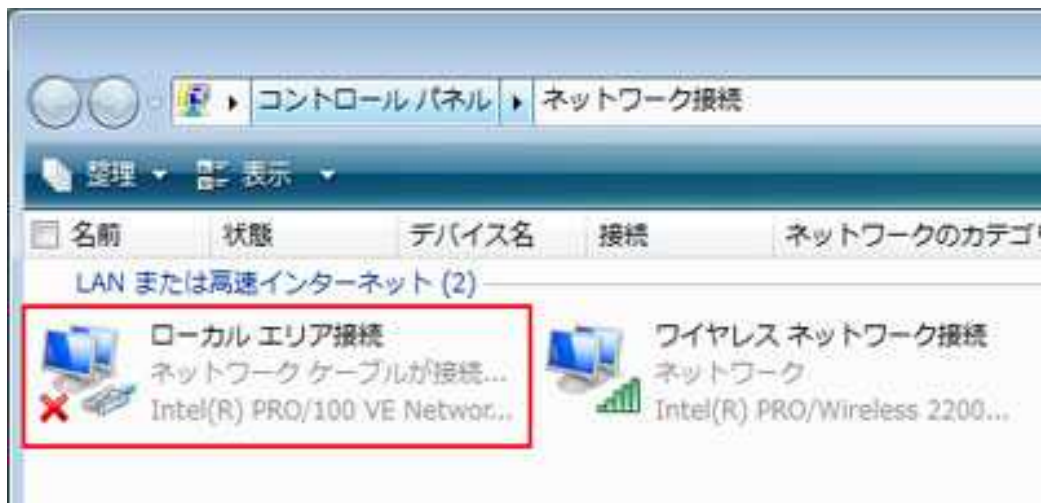 コントロール パネル ネットワーク接続
整理 表示
名前 状態 デバイス名 接続 ネットワークのカテゴリ
LAN または高速インターネット (2)
ローカル エリア接続
ネットワーク ケーブルが接続...
Intel(R) PRO/100 VE Networ...
ワイヤレス ネットワーク接続
ネットワーク
Intel(R) PRO/Wireless 2200...